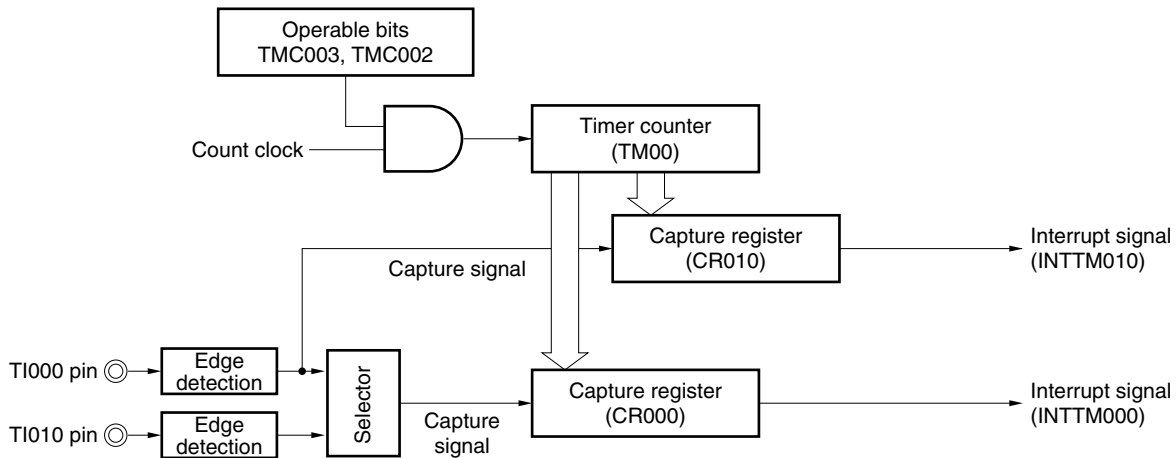 Operable bits
TMC003, TMC002
Count clock
Timer counter
(TM00)
Capture register
(CR010)
Interrupt signal
(INTTM010)
Capture signal
TI000 pin
Edge
detection
Selector
Capture register
(CR000)
Interrupt signal
(INTTM000)
TI010 pin
Edge
detection
Capture
signal